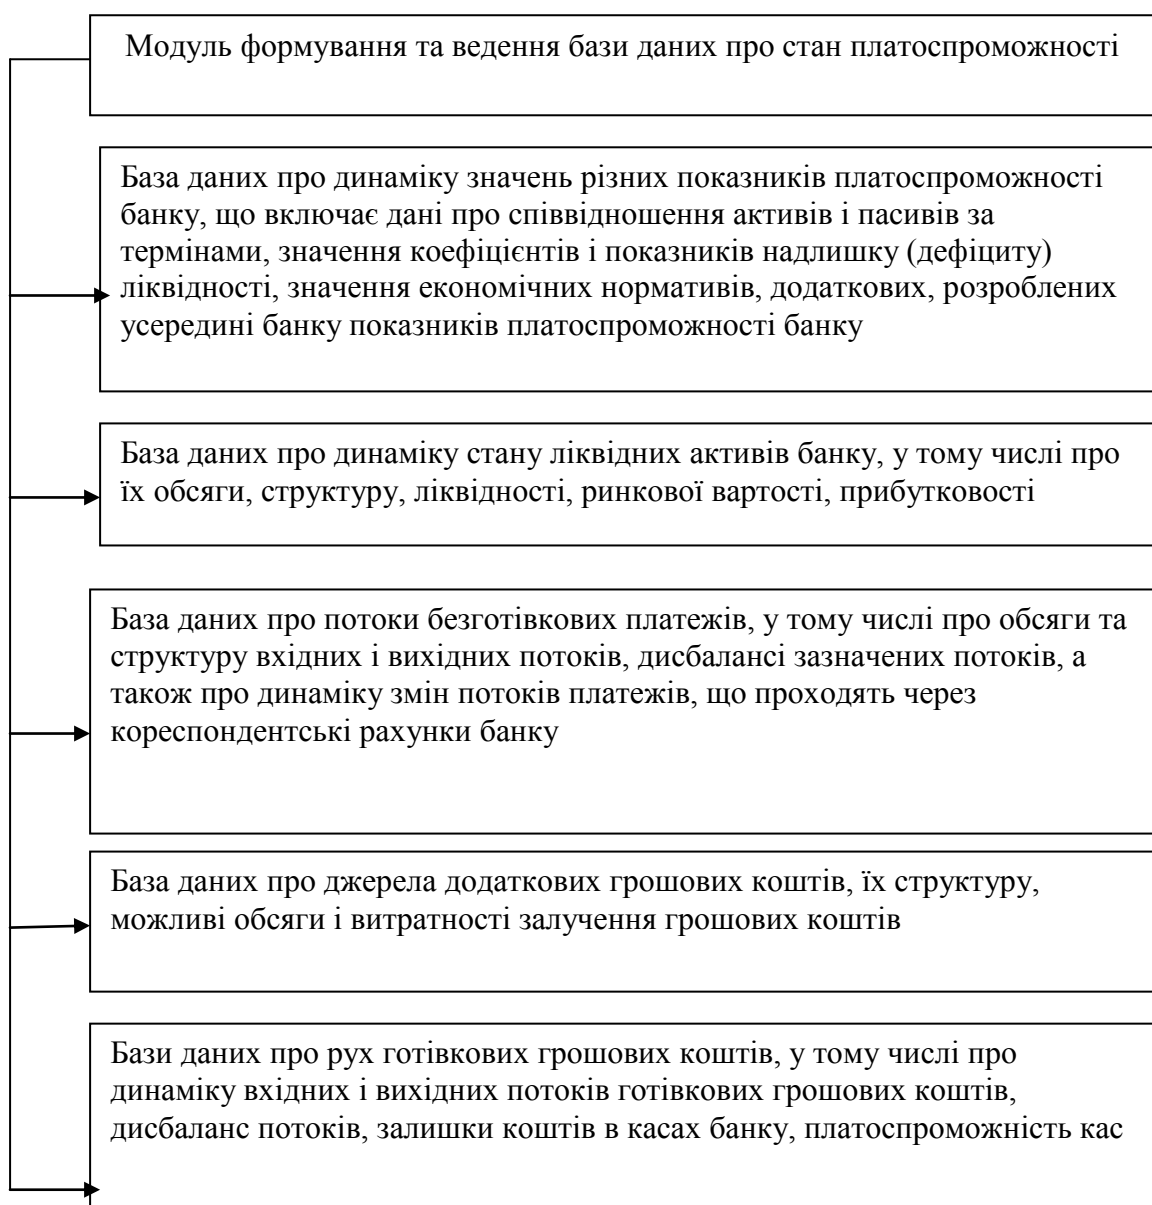 Модуль формування та ведення бази даних про стан платоспроможності
База даних про динаміку значень різних показників платоспроможності
банку, що включає дані про співвідношення активів і пасивів за
термінами, значення коефіцієнтів і показників надлишку (дефіциту)
ліквідності, значення економічних нормативів, додаткових, розроблених
усередині банку показників платоспроможності банку
База даних про динаміку стану ліквідних активів банку, у тому числі про
їх обсяги, структуру, ліквідності, ринкової вартості, прибутковості
База даних про потоки безготівкових платежів, у тому числі про обсяги та
структуру вхідних і вихідних потоків, дисбалансі зазначених потоків, а
також про динаміку змін потоків платежів, що проходять через
кореспондентські рахунки банку
База даних про джерела додаткових грошових коштів, їх структуру,
можливі обсяги і витратності залучення грошових коштів
Бази даних про рух готівкових грошових коштів, у тому числі про
динаміку вхідних і вихідних потоків готівкових грошових коштів,
дисбаланс потоків, залишки коштів в касах банку, платоспроможність кас